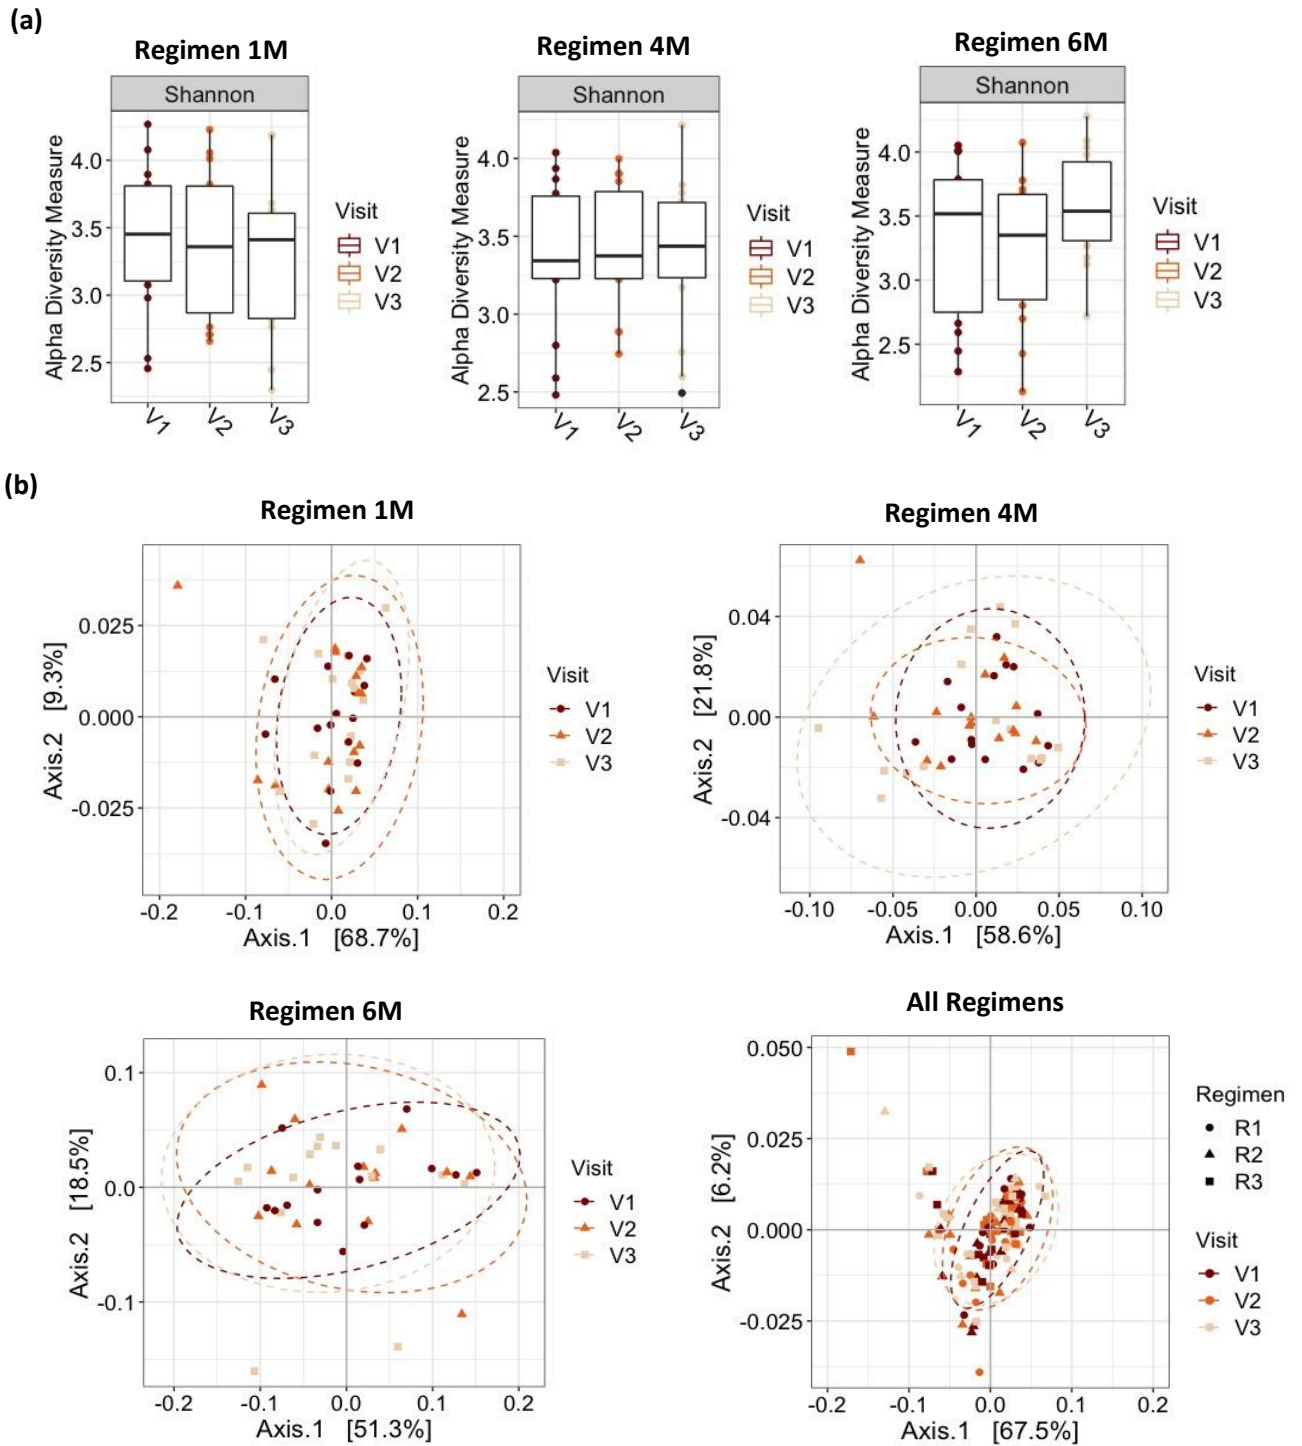 (a)
Regimen 1M
Regimen 4M
Regimen 6M
Shannon
Shannon
Shannon
Alpha Diversity Measure
4.0
3.5
3.0
2.5
V1
V2
V3
Visit
V1
V2
V3
Alpha Diversity Measure
4.0
3.5
3.0
2.5
V1
V2
V3
Visit
V1
V2
V3
Alpha Diversity Measure
4.0
3.5
3.0
2.5
V1
V2
V3
Visit
V1
V2
V3
(b)
Regimen 1M
Axis.2 [9.3%]
0.025
0.000
-0.025
-0.2 -0.1 0.0 0.1 0.2
Axis.1 [68.7%]
Visit
V1
V2
V3
Regimen 4M
Axis.2 [21.8%]
0.04
0.00
-0.04
-0.10 -0.05 0.00 0.05 0.10
Axis.1 [58.6%]
Visit
V1
V2
V3
Regimen 6M
Axis.2 [18.5%]
0.1
0.0
-0.1
-0.2 -0.1 0.0 0.1 0.2
Axis.1 [51.3%]
Visit
V1
V2
V3
All Regimens
Axis.2 [6.2%]
0.050
0.025
0.000
-0.025
-0.2 -0.1 0.0 0.1 0.2
Axis.1 [67.5%]
Regimen
R1
R2
R3
Visit
V1
V2
V3